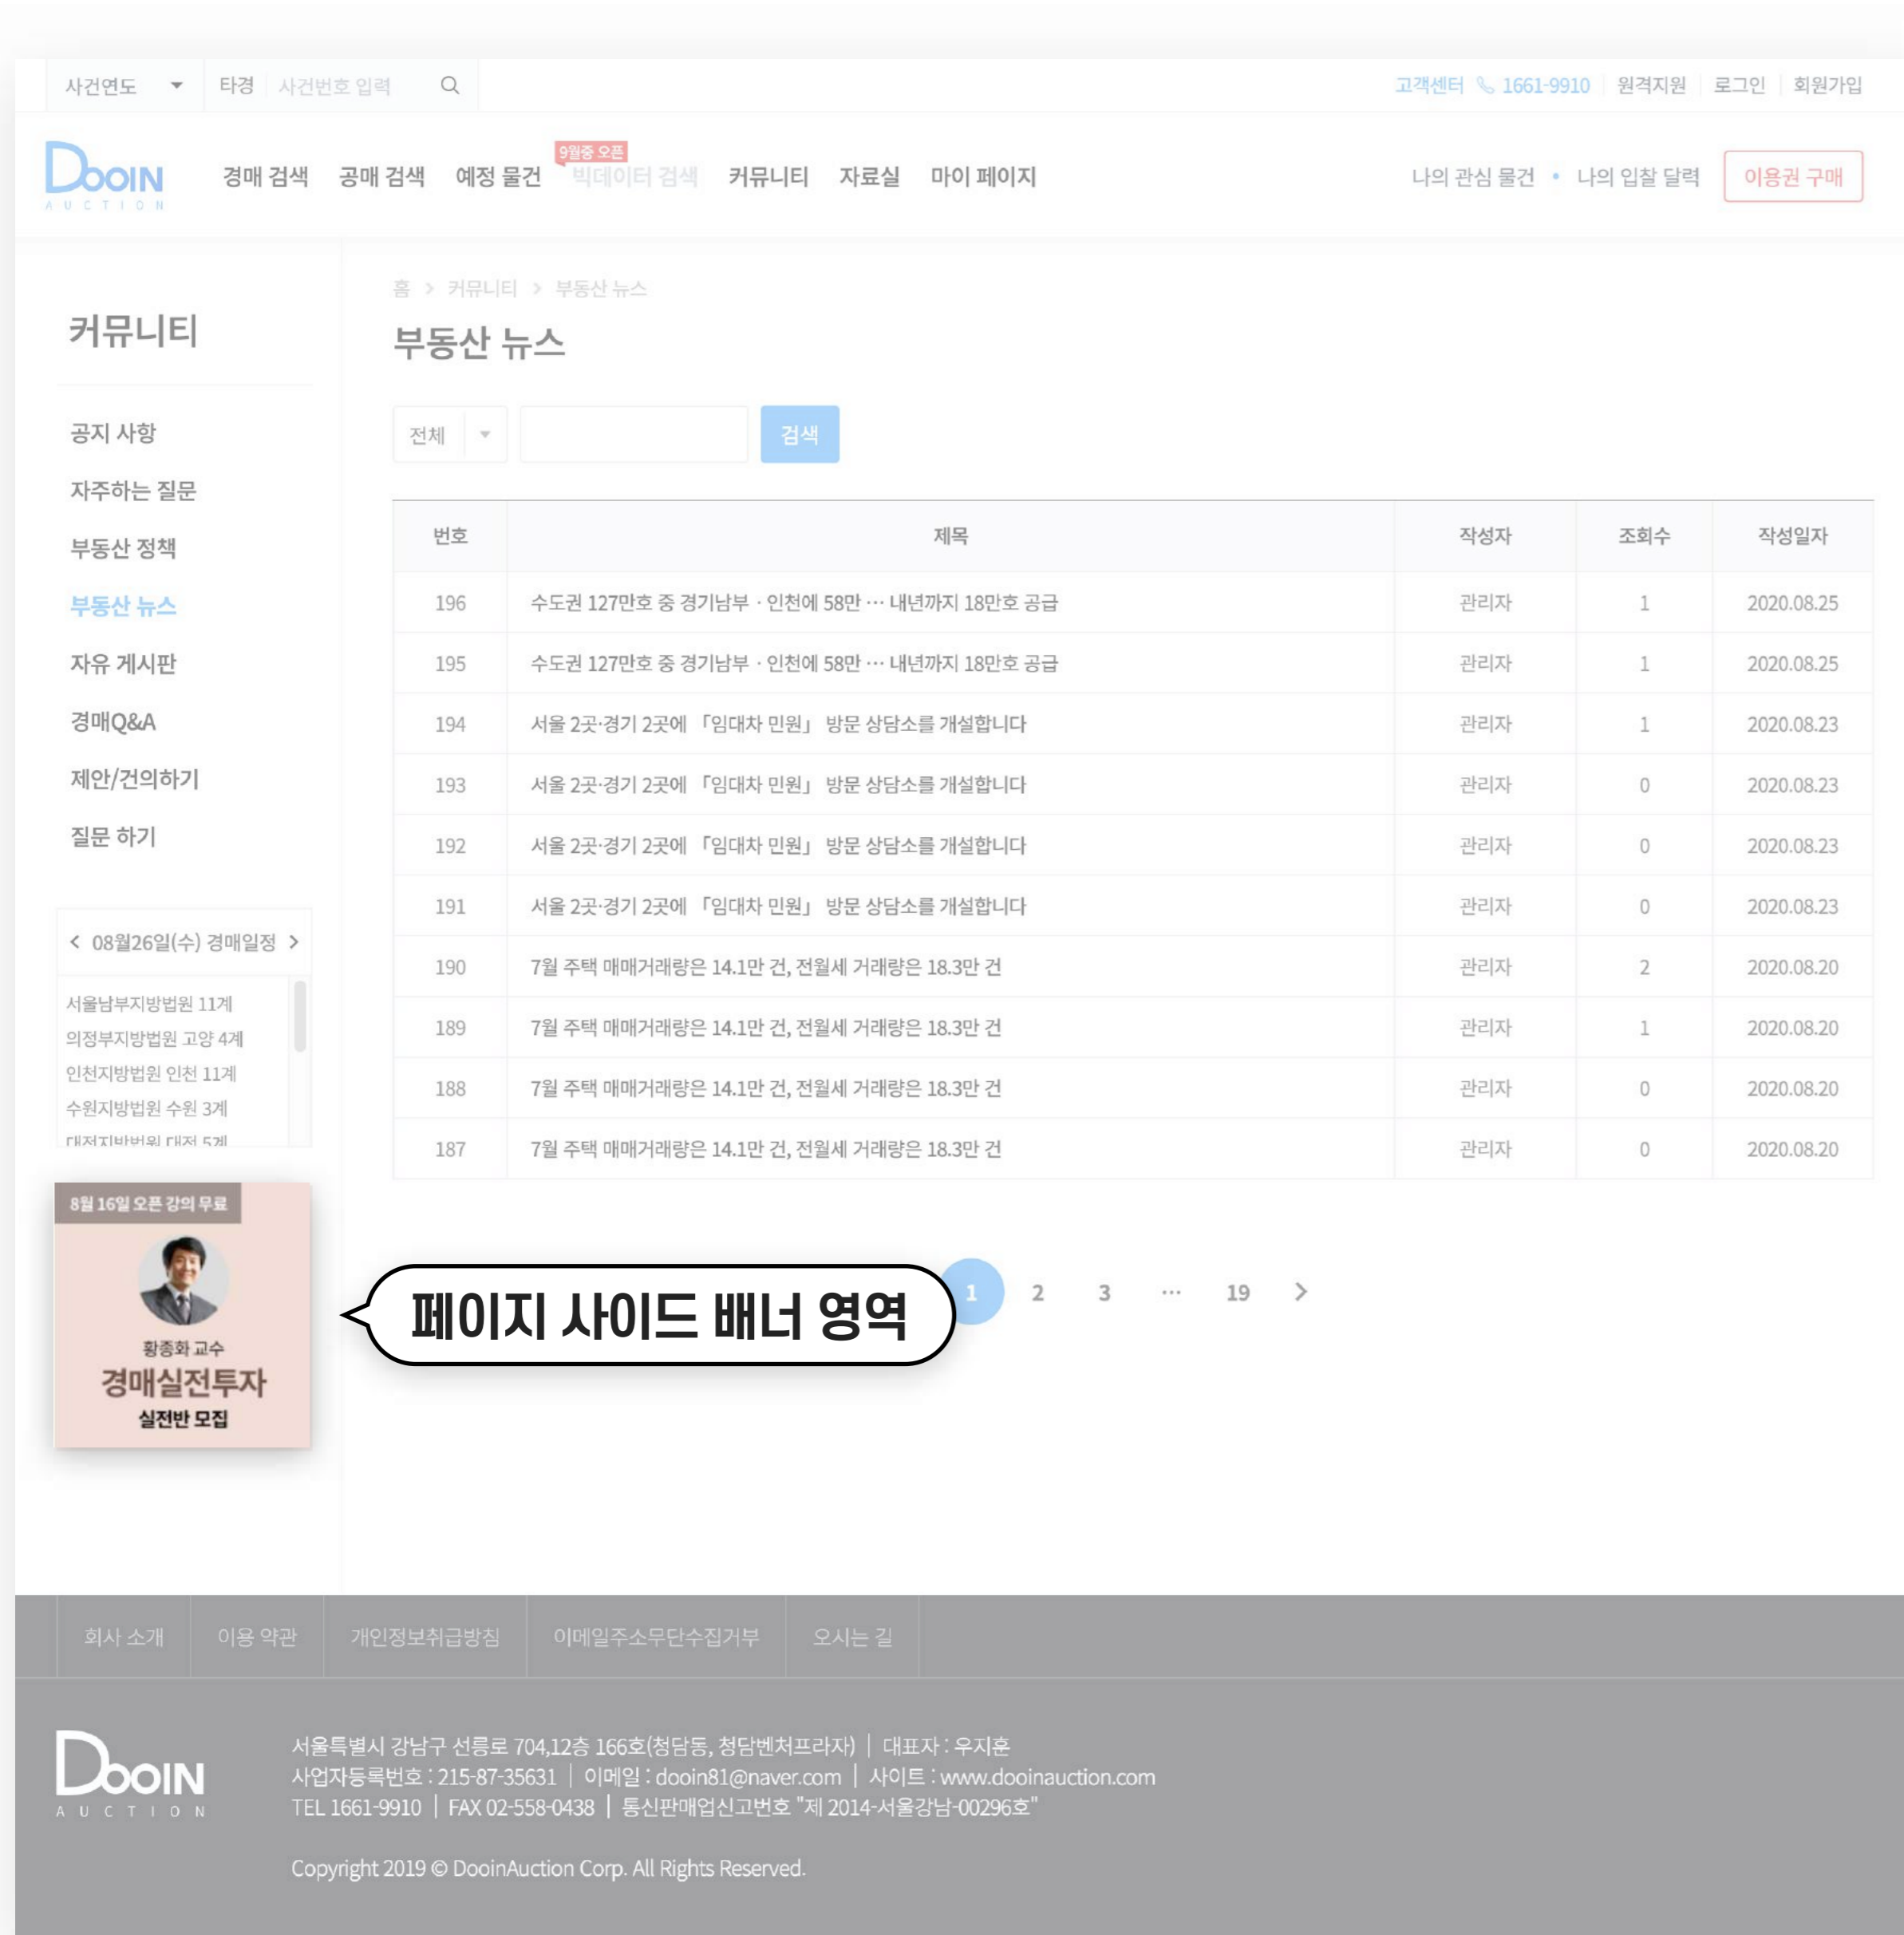 사건연도 타경 사건번호 입력 고객센터 1661-9910 원격지원 로그인 회원가입
DOOIN
AUCTION
9월중 오픈
경매 검색 공매 검색 예정 물건 빅데이터 검색 커뮤니티 자료실 마이 페이지 나의 관심 물건 • 나의 입찰 달력 이용권 구매
커뮤니티
공지 사항
자주하는 질문
부동산 정책
부동산 뉴스
자유 게시판
경매Q&A
제안/건의하기
질문 하기
< 08월26일(수) 경매일정 >
서울남부지방법원 11계
의정부지방법원 고양 4계
인천지방법원 인천 11계
수원지방법원 수원 3계
대전지방법원 대전 5계
8월 16일 오픈 강의 무료
황종화 교수
경매실전투자
실전반 모집
홈 > 커뮤니티 > 부동산 뉴스
부동산 뉴스
전체 검색
번호 제목 작성자 조회수 작성일자
196 수도권 127만호 중 경기남부 · 인천에 58만 ··· 내년까지 18만호 공급 관리자 1 2020.08.25
195 수도권 127만호 중 경기남부 · 인천에 58만 ··· 내년까지 18만호 공급 관리자 1 2020.08.25
194 서울 2곳·경기 2곳에 「임대차 민원」 방문 상담소를 개설합니다 관리자 1 2020.08.23
193 서울 2곳·경기 2곳에 「임대차 민원」 방문 상담소를 개설합니다 관리자 0 2020.08.23
192 서울 2곳·경기 2곳에 「임대차 민원」 방문 상담소를 개설합니다 관리자 0 2020.08.23
191 서울 2곳·경기 2곳에 「임대차 민원」 방문 상담소를 개설합니다 관리자 0 2020.08.23
190 7월 주택 매매거래량은 14.1만 건, 전월세 거래량은 18.3만 건 관리자 2 2020.08.20
189 7월 주택 매매거래량은 14.1만 건, 전월세 거래량은 18.3만 건 관리자 1 2020.08.20
188 7월 주택 매매거래량은 14.1만 건, 전월세 거래량은 18.3만 건 관리자 0 2020.08.20
187 7월 주택 매매거래량은 14.1만 건, 전월세 거래량은 18.3만 건 관리자 0 2020.08.20
페이지 사이드 배너 영역
1 2 3 ··· 19 >
회사 소개 이용 약관 개인정보취급방침 이메일주소무단수집거부 오시는 길
DOOIN
AUCTION
서울특별시 강남구 선릉로 704,12층 166호(청담동, 청담벤처프라자) | 대표자 : 우지훈
사업자등록번호 : 215-87-35631 | 이메일 : dooin81@naver.com | 사이트 : www.dooinauction.com
TEL 1661-9910 | FAX 02-558-0438 | 통신판매업신고번호 "제 2014-서울강남-00296호"
Copyright 2019 © DooinAuction Corp. All Rights Reserved.